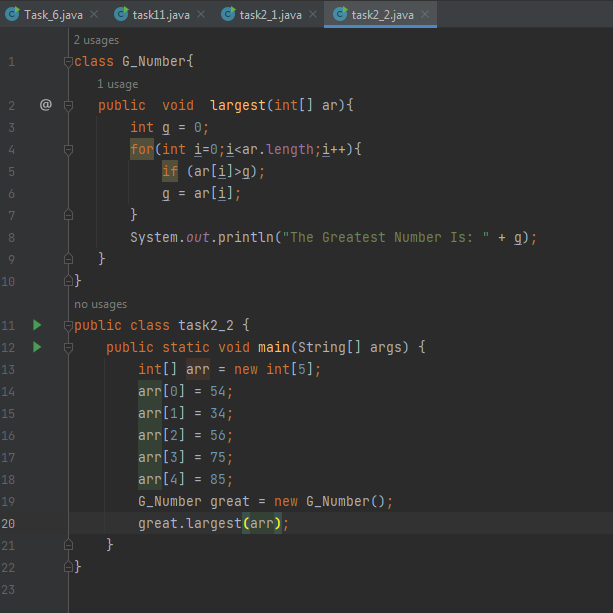 Task_6.java task11.java task2_1.java task2_2.java
2 usages
1 class G_Number{
1 usage
2 @ public  void  largest(int[] ar){
3 int g = 0;
4 for(int i=0;i<ar.length;i++){
5 if (ar[i]>g);
6 g = ar[i];
7 }
8 System.out.println("The Greatest Number Is: " + g);
9 }
10 }
no usages
11 public class task2_2 {
12 public static void main(String[] args) {
13 int[] arr = new int[5];
14 arr[0] = 54;
15 arr[1] = 34;
16 arr[2] = 56;
17 arr[3] = 75;
18 arr[4] = 85;
19 G_Number great = new G_Number();
20 great.largest(arr);
21 }
22 }
23